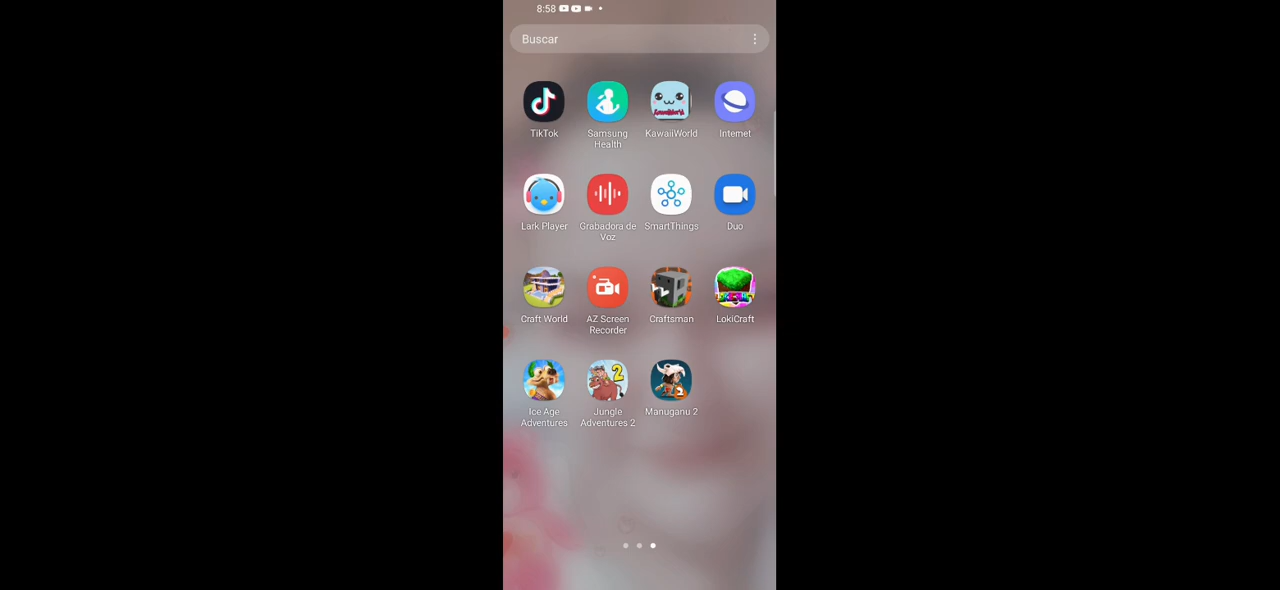 8:58
Buscar
TikTok
Samsung
Health
KawaiiWorld
Internet
Lark Player
Grabadora de
Voz
SmartThings
Duo
Craft World
AZ Screen
Recorder
Craftsman
LokiCraft
2
Ice Age
Adventures
Jungle
Adventures 2
Manuganu 2